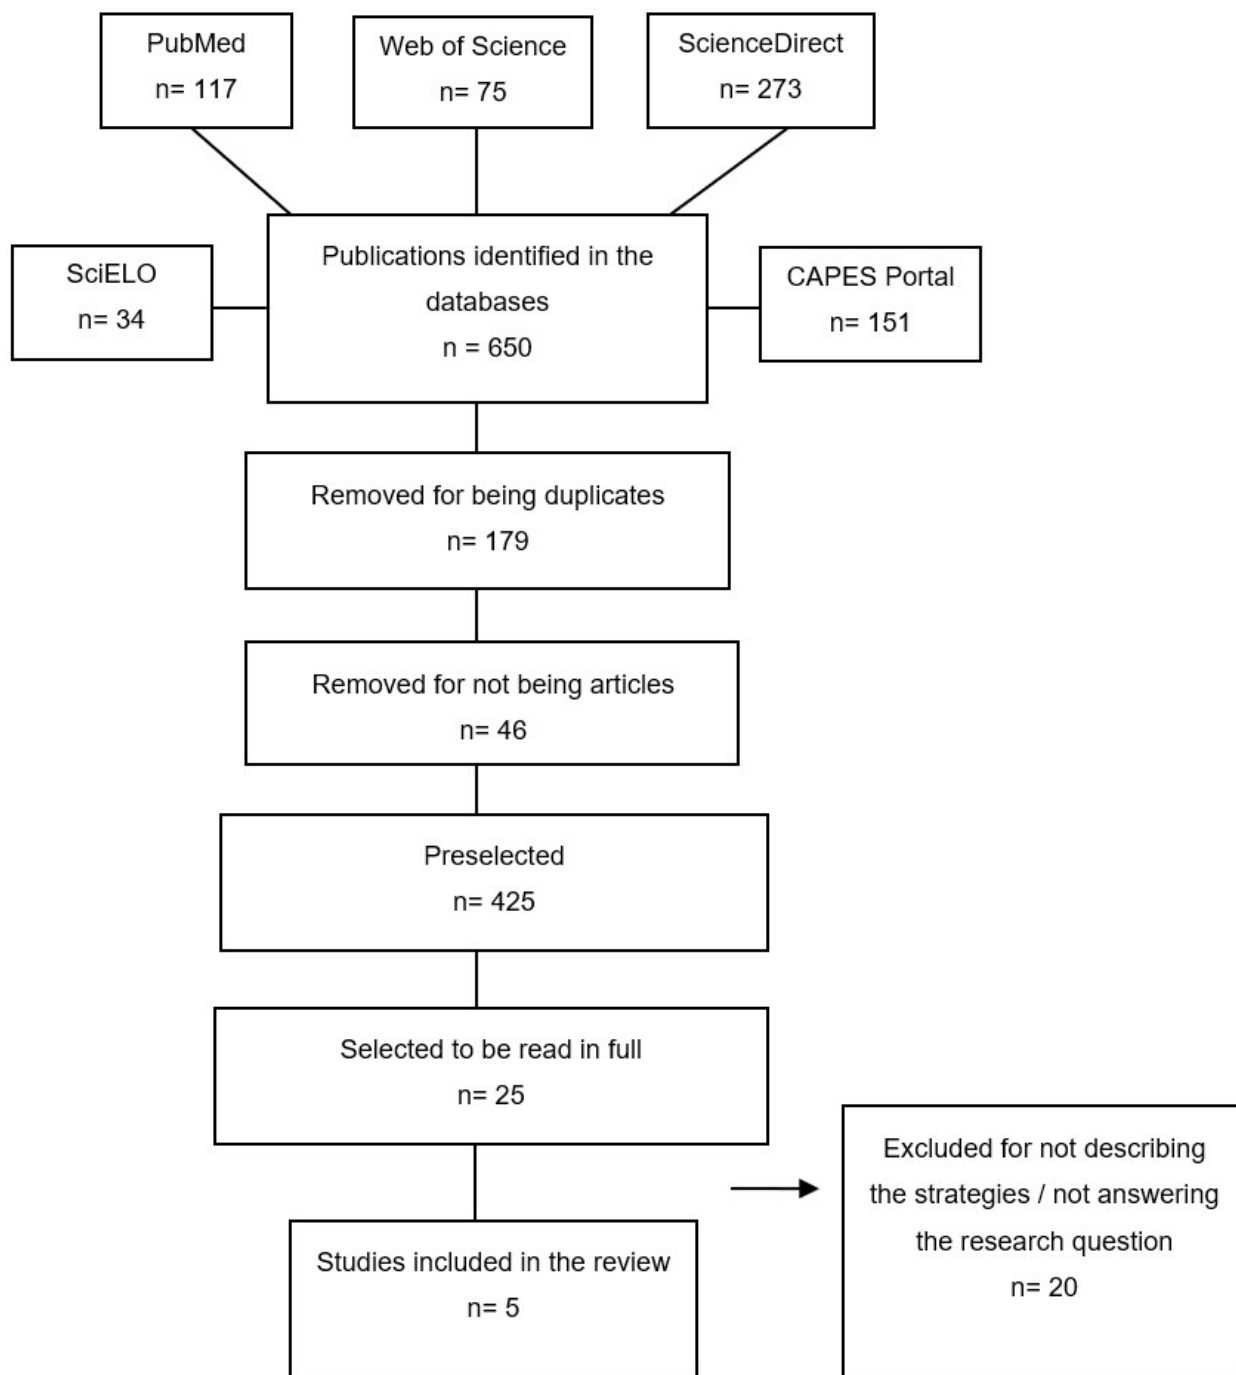 PubMed
n= 117
Web of Science
n= 75
ScienceDirect
n= 273
SciELO
n= 34
Publications identified in the
databases
n = 650
CAPES Portal
n= 151
Removed for being duplicates
n= 179
Removed for not being articles
n= 46
Preselected
n= 425
Selected to be read in full
n= 25
Excluded for not describing
the strategies / not answering
the research question
n= 20
Studies included in the review
n= 5